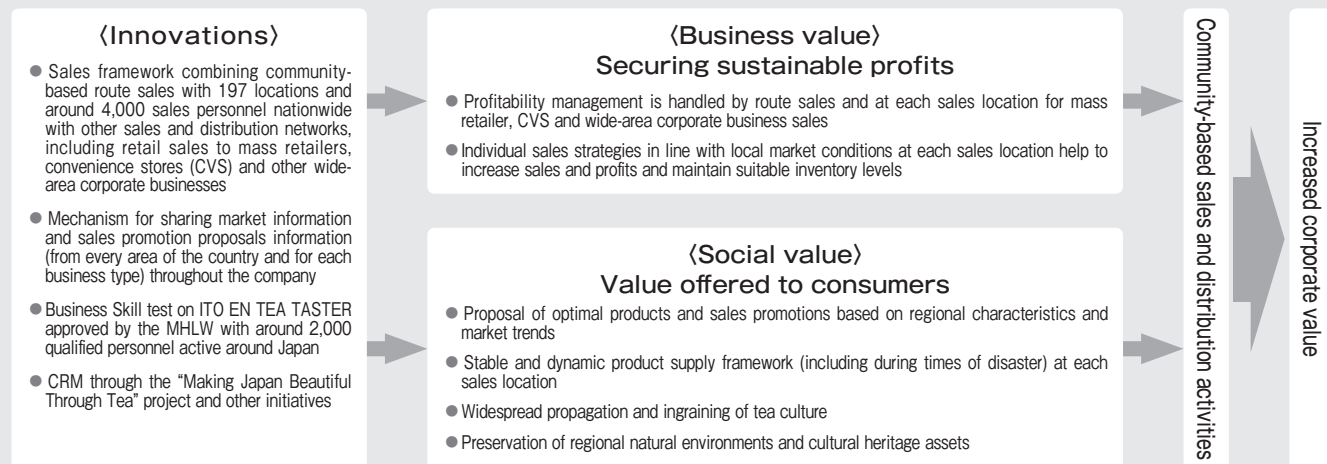 〈Innovations〉
● Sales framework combining community-
based route sales with 197 locations and
around 4,000 sales personnel nationwide
with other sales and distribution networks,
including retail sales to mass retailers,
convenience stores (CVS) and other wide-
area corporate businesses
● Mechanism for sharing market information
and sales promotion proposals information
(from every area of the country and for each
business type) throughout the company
● Business Skill test on ITO EN TEA TASTER
approved by the MHLW with around 2,000
qualified personnel active around Japan
● CRM through the “Making Japan Beautiful
Through Tea” project and other initiatives
〈Business value〉
Securing sustainable profits
● Profitability management is handled by route sales and at each sales location for mass
retailer, CVS and wide-area corporate business sales
● Individual sales strategies in line with local market conditions at each sales location help to
increase sales and profits and maintain suitable inventory levels
〈Social value〉
Value offered to consumers
● Proposal of optimal products and sales promotions based on regional characteristics and
market trends
● Stable and dynamic product supply framework (including during times of disaster) at each
sales location
● Widespread propagation and ingraining of tea culture
● Preservation of regional natural environments and cultural heritage assets
Community-based sales and distribution activities
Increased corporate value